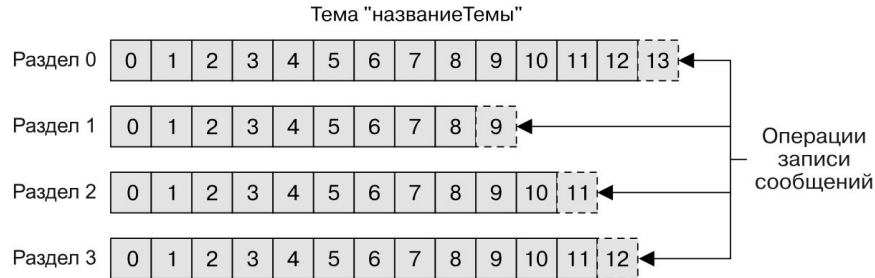 Тема "названиеТемы"
Раздел 0 0 1 2 3 4 5 6 7 8 9 10 11 12 13
Раздел 1 0 1 2 3 4 5 6 7 8 9
Операции
записи
сообщений
Раздел 2 0 1 2 3 4 5 6 7 8 9 10 11
Раздел 3 0 1 2 3 4 5 6 7 8 9 10 11 12